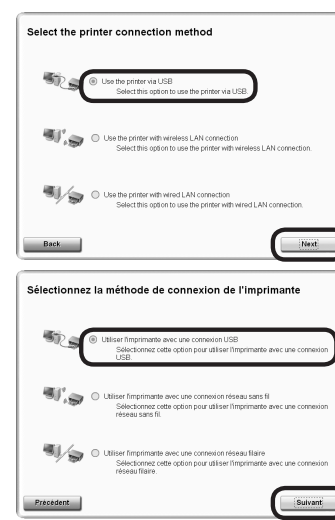 Select the printer connection method
Use the printer via USB
Select this option to use the printer via USB.
Use the printer with wireless LAN connection
Select this option to use the printer with wireless LAN connection.
Use the printer with wired LAN connection
Select this option to use the printer with wired LAN connection.
Back
Next
Sélectionnez la méthode de connexion de l'imprimante
Utiliser l'imprimante avec une connexion USB
Sélectionnez cette option pour utiliser l'imprimante avec une connexion
USB.
Utiliser l'imprimante avec une connexion réseau sans fil
Sélectionnez cette option pour utiliser l'imprimante avec une connexion
réseau sans fil.
Utiliser l'imprimante avec une connexion réseau filaire
Sélectionnez cette option pour utiliser l'imprimante avec une connexion
réseau filaire.
Précédent
Suivant